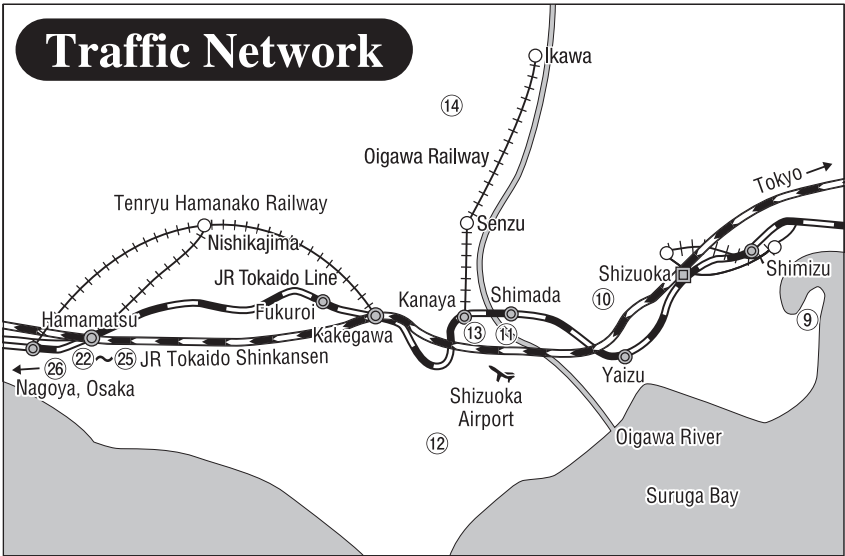 Traffic Network
Ikawa
⑭
Oigawa Railway
Tokyo
Tenryu Hamanako Railway
Senzu
Nishikajima
Shizuoka
Shimizu
JR Tokaido Line
Kanaya
Shimada
⑩
⑨
Hamamatsu
Fukuroi
Kakegawa
⑬
⑪
㉒～㉕
JR Tokaido Shinkansen
㉖
Nagoya, Osaka
Yaizu
Shizuoka
Airport
⑫
Oigawa River
Suruga Bay